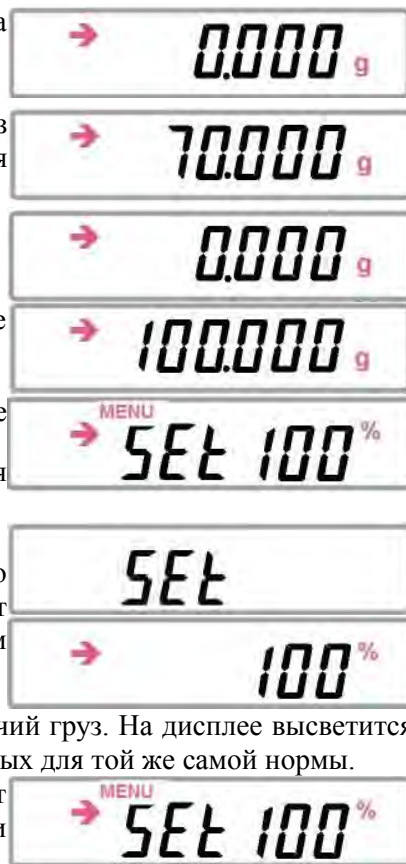 а
0.000 g
з
70.000 g
я
0.000 g
е
100.000 g
е
MENU
SEt 100 %
я
о
SEt
т
м
100 %
чий груз. На дисплее высветится
ых для той же самой нормы.
т
MENU
SEt 100 %
и